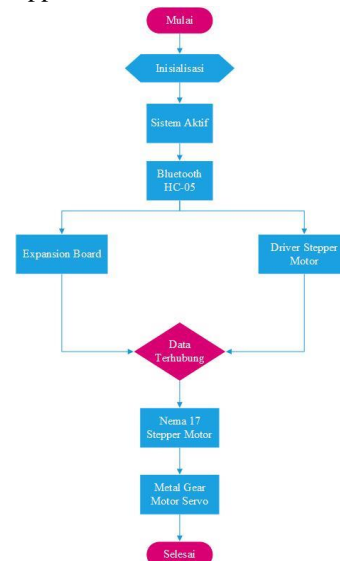 Mulai
Inisialisasi
Sistem Aktif
Bluetooth
HC-05
Expansion Board
Driver Stepper
Motor
Data
Terhubung
Nema 17
Stepper Motor
Metal Gear
Motor Servo
Selesai